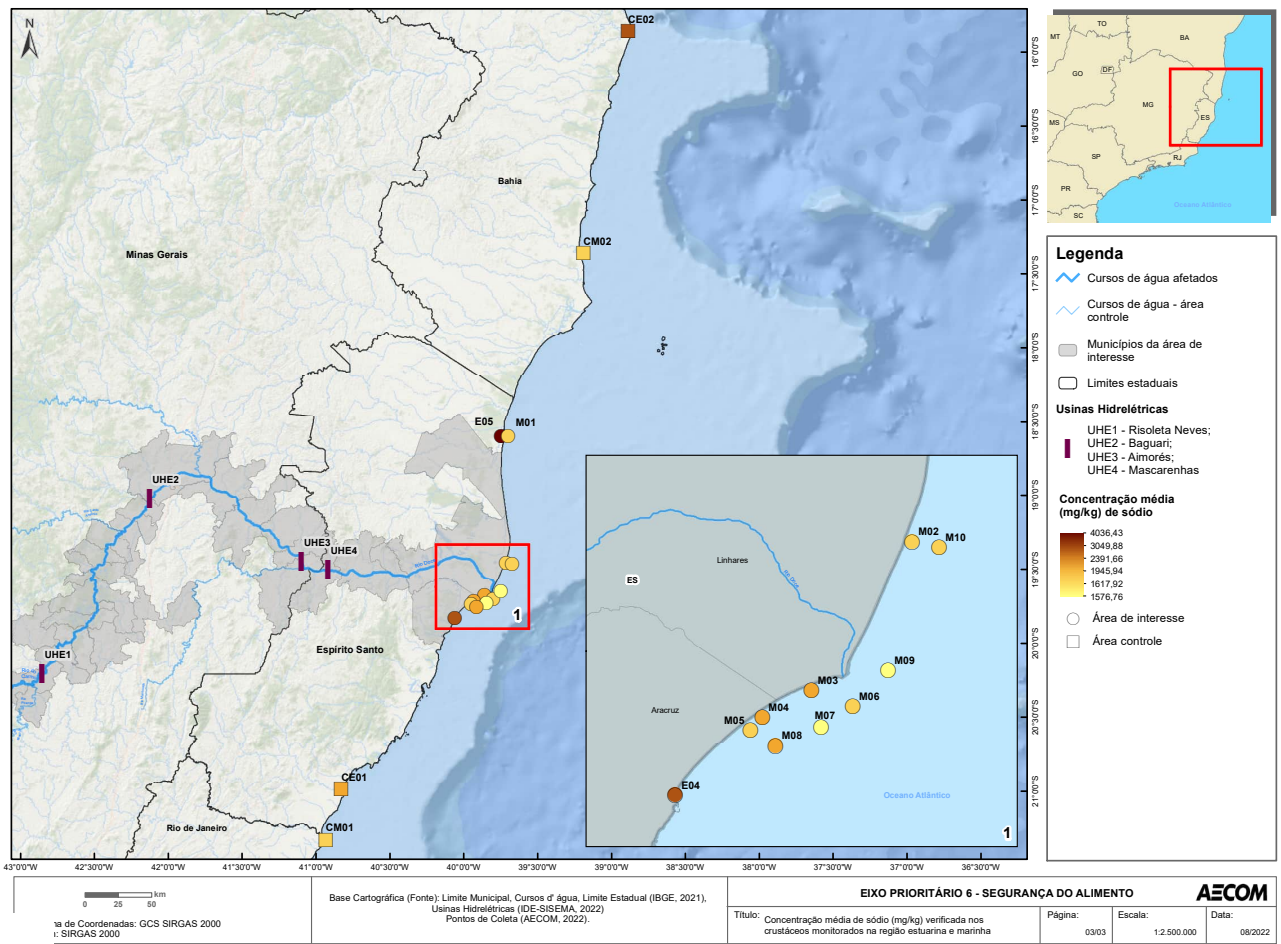 N
CE02
Bahia
CM02
Minas Gerais
E05
M01
UHE2
UHE3
UHE4
Rio Doce
1
UHE1
Espírito Santo
CE01
Rio de Janeiro
CM01
M02
M10
Linhares
ES
Rio Doce
M09
M03
M06
M04
Aracruz
M05
M07
M08
E04
Oceano Atlântico
1
16°0'0"S
16°30'0"S
17°0'0"S
17°30'0"S
18°0'0"S
18°30'0"S
19°0'0"S
19°30'0"S
20°0'0"S
20°30'0"S
21°0'0"S
43°0'0"W
42°30'0"W
42°0'0"W
41°30'0"W
41°0'0"W
40°30'0"W
40°0'0"W
39°30'0"W
39°0'0"W
38°30'0"W
38°0'0"W
37°30'0"W
37°0'0"W
36°30'0"W
TO
MT
BA
GO
DF
MG
MS
ES
SP
RJ
PR
SC
Oceano Atlântico
Legenda
Cursos de água afetados
Cursos de água - área
controle
Municípios da área de
interesse
Limites estaduais
Usinas Hidrelétricas
UHE1 - Risoleta Neves;
UHE2 - Baguari;
UHE3 - Aimorés;
UHE4 - Mascarenhas
Concentração média
(mg/kg) de sódio
4036,43
3049,88
2391,66
1945,94
1617,92
1576,76
Área de interesse
Área controle
km
0 25 50
na de Coordenadas: GCS SIRGAS 2000
: SIRGAS 2000
Base Cartográfica (Fonte): Limite Municipal, Cursos d' água, Limite Estadual (IBGE, 2021),
Usinas Hidrelétricas (IDE-SISEMA, 2022)
Pontos de Coleta (AECOM, 2022).
EIXO PRIORITÁRIO 6 - SEGURANÇA DO ALIMENTO
AECOM
Título:
Concentração média de sódio (mg/kg) verificada nos
crustáceos monitorados na região estuarina e marinha
Página:
03/03
Escala:
1:2.500.000
Data:
08/2022